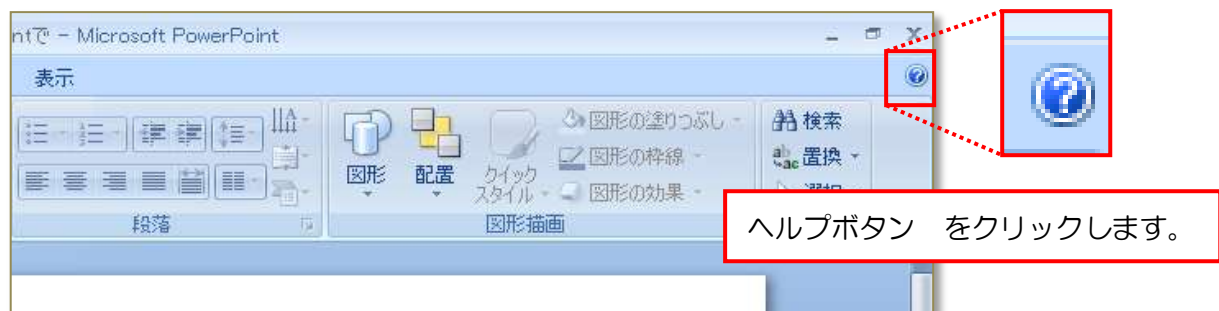 ntで - Microsoft PowerPoint
表示
図形
配置
クイック
スタイル
図形の塗りつぶし
図形の枠線
図形の効果
検索
置換
段落
図形描画
ヘルプボタン　をクリックします。